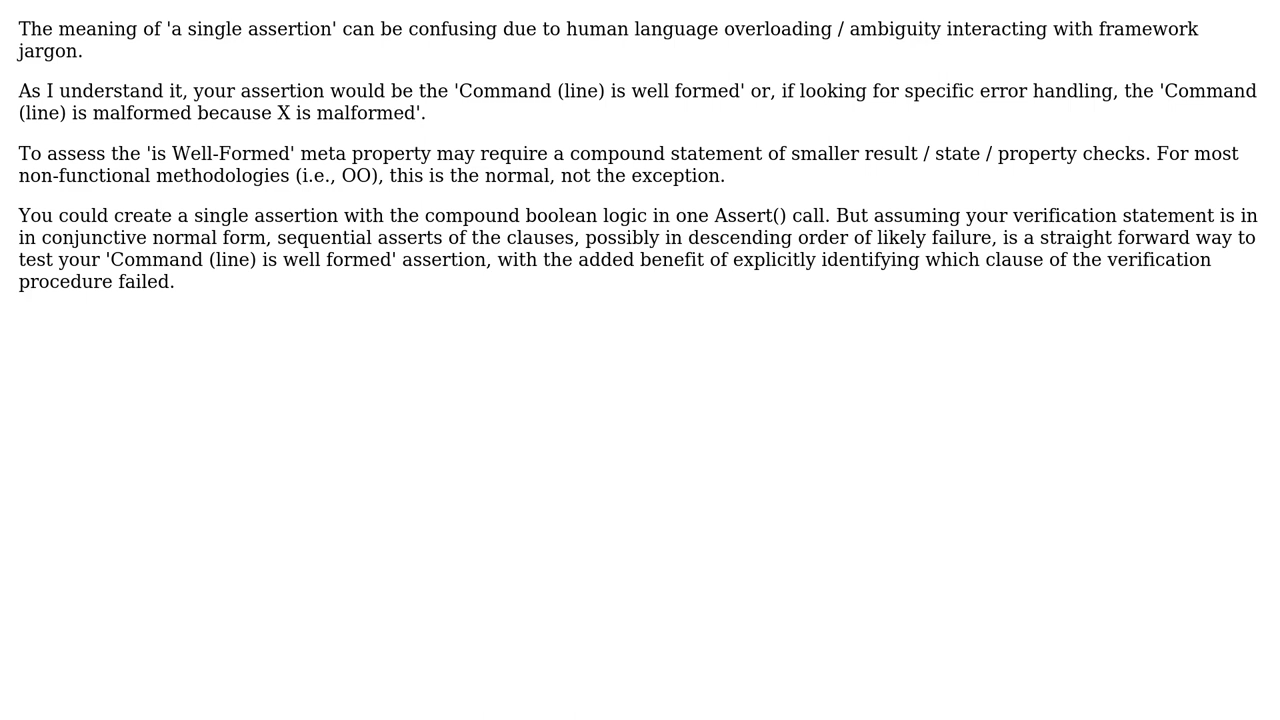 The meaning of 'a single assertion' can be confusing due to human language overloading / ambiguity interacting with framework
jargon.
As I understand it, your assertion would be the 'Command (line) is well formed' or, if looking for specific error handling, the 'Command
(line) is malformed because X is malformed'.
To assess the 'is Well-Formed' meta property may require a compound statement of smaller result / state / property checks. For most
non-functional methodologies (i.e., OO), this is the normal, not the exception.
You could create a single assertion with the compound boolean logic in one Assert() call. But assuming your verification statement is in
in conjunctive normal form, sequential asserts of the clauses, possibly in descending order of likely failure, is a straight forward way to
test your 'Command (line) is well formed' assertion, with the added benefit of explicitly identifying which clause of the verification
procedure failed.